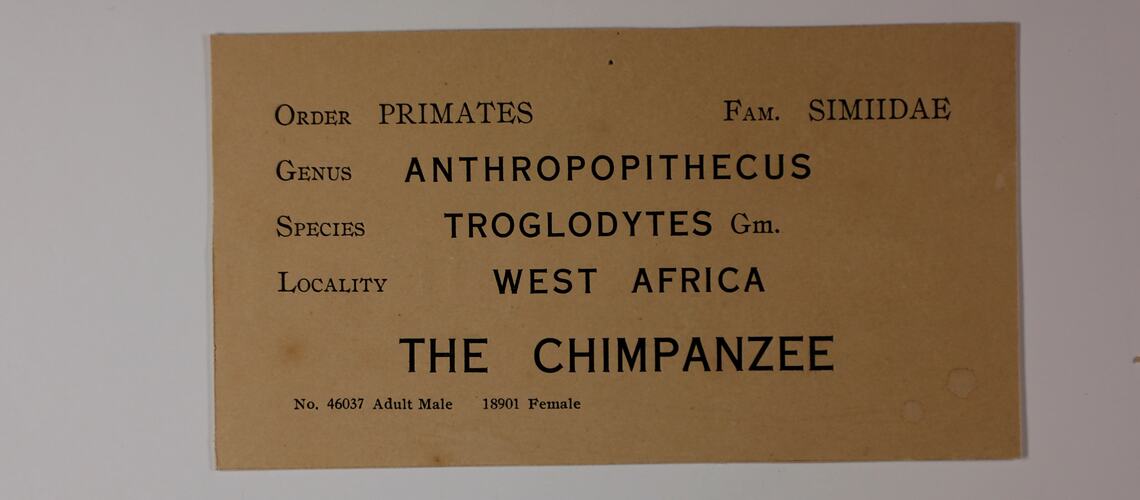 Order PRIMATES Fam. SIMIIDAE
Genus ANTHROPOPITHECUS
Species TROGLODYTES Gm.
Locality WEST AFRICA
THE CHIMPANZEE
No. 46037 Adult Male 18901 Female